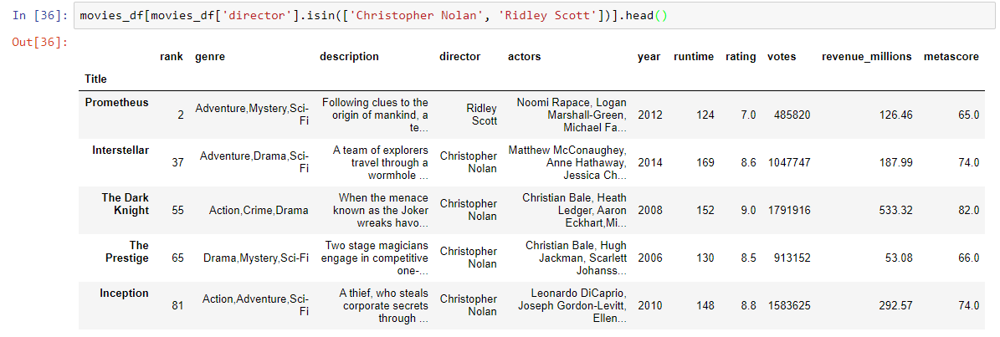 In [36]: movies_df[movies_df['director'].isin(['Christopher Nolan', 'Ridley Scott'])].head()
Out[36]:
rank genre description director actors year runtime rating votes revenue_millions metascore
Title
Prometheus 2 Adventure,Mystery,Sci-Fi Following clues to the origin of mankind, a te... Ridley Scott Noomi Rapace, Logan Marshall-Green, Michael Fa... 2012 124 7.0 485820 126.46 65.0
Interstellar 37 Adventure,Drama,Sci-Fi A team of explorers travel through a wormhole ... Christopher Nolan Matthew McConaughey, Anne Hathaway, Jessica Ch... 2014 169 8.6 1047747 187.99 74.0
The Dark Knight 55 Action,Crime,Drama When the menace known as the Joker wreaks havo... Christopher Nolan Christian Bale, Heath Ledger, Aaron Eckhart,Mi... 2008 152 9.0 1791916 533.32 82.0
The Prestige 65 Drama,Mystery,Sci-Fi Two stage magicians engage in competitive one-... Christopher Nolan Christian Bale, Hugh Jackman, Scarlett Johanss... 2006 130 8.5 913152 53.08 66.0
Inception 81 Action,Adventure,Sci-Fi A thief, who steals corporate secrets through ... Christopher Nolan Leonardo DiCaprio, Joseph Gordon-Levitt, Ellen... 2010 148 8.8 1583625 292.57 74.0